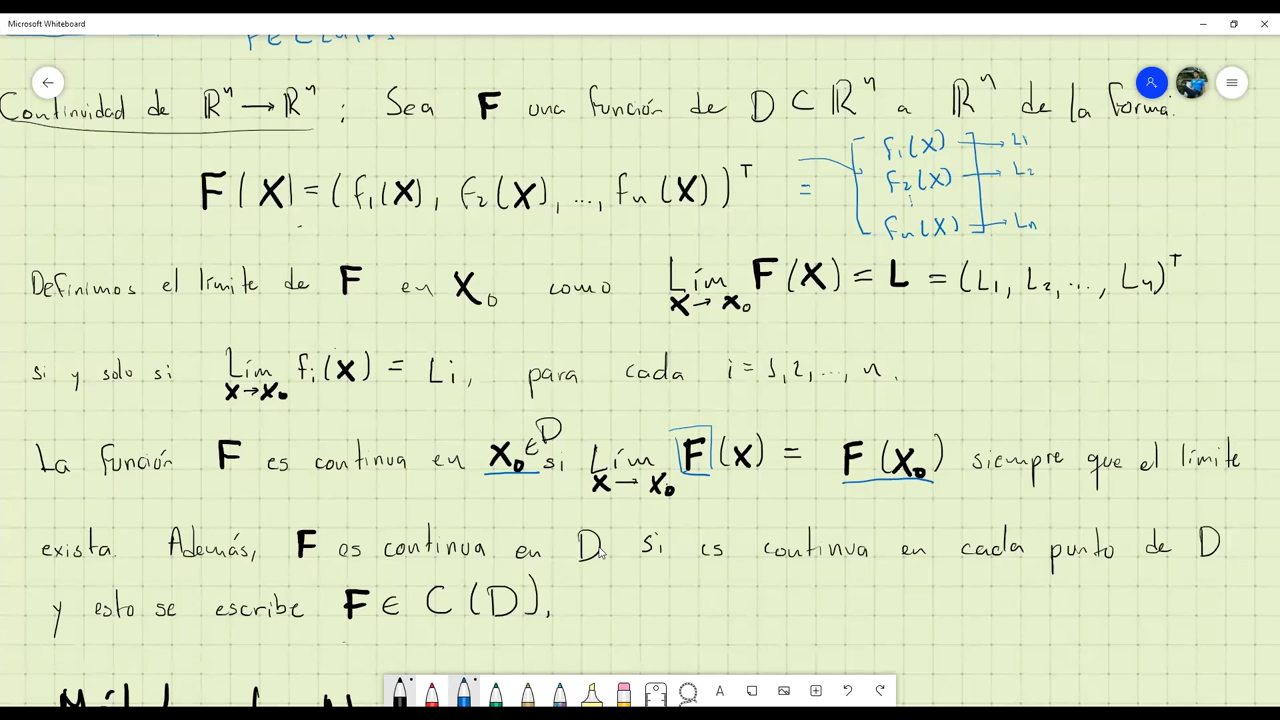 Microsoft Whiteboard
Continuidad de ℝⁿ → ℝⁿ : Sea F una función de D ⊂ ℝⁿ a ℝⁿ de la forma:
F(X) = (f₁(X), f₂(X), ..., fₙ(X))ᵀ = [f₁(X) → L₁
f₂(X) → L₂
⋮
fₙ(X)] → Lₙ
Definimos el límite de F en X₀ como Lím X→X₀ F(X) = L = (L₁, L₂, ..., Lₙ)ᵀ
si y solo si Lím X→X₀ fᵢ(X) = Lᵢ, para cada i = 1, 2, ..., n.
La función F es continua en X₀ ∈ D si Lím X→X₀ F(X) = F(X₀) siempre que el límite
exista. Además, F es continua en D si es continua en cada punto de D
y esto se escribe F ∈ C(D).